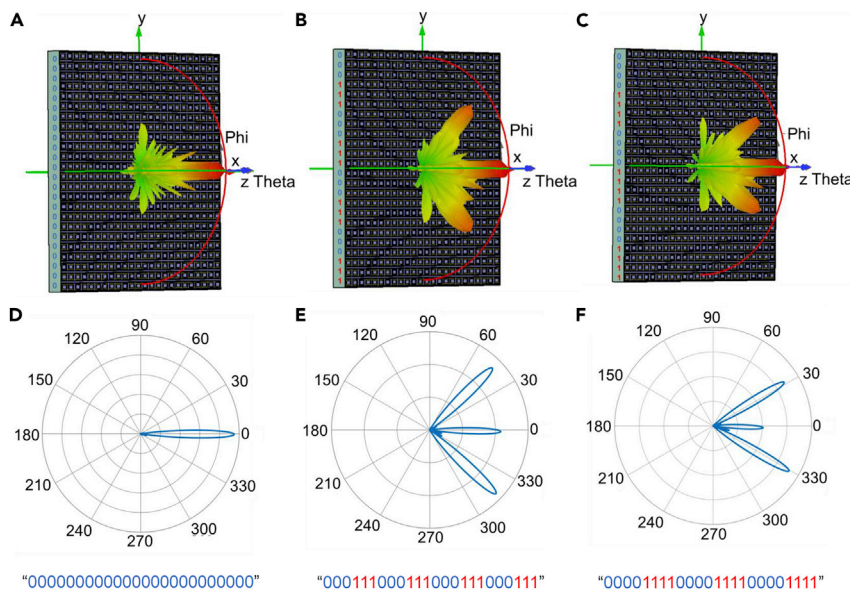 A
B
C
y
y
y
Phi
Phi
Phi
x
x
x
z Theta
z Theta
z Theta
D
E
F
90
120 60
150 30
180 0
210 330
240 300
270
90
120 60
150 30
180 0
210 330
240 300
270
90
120 60
150 30
180 0
210 330
240 300
270
“000000000000000000000000”
“000111000111000111000111”
“000011110000111100001111”